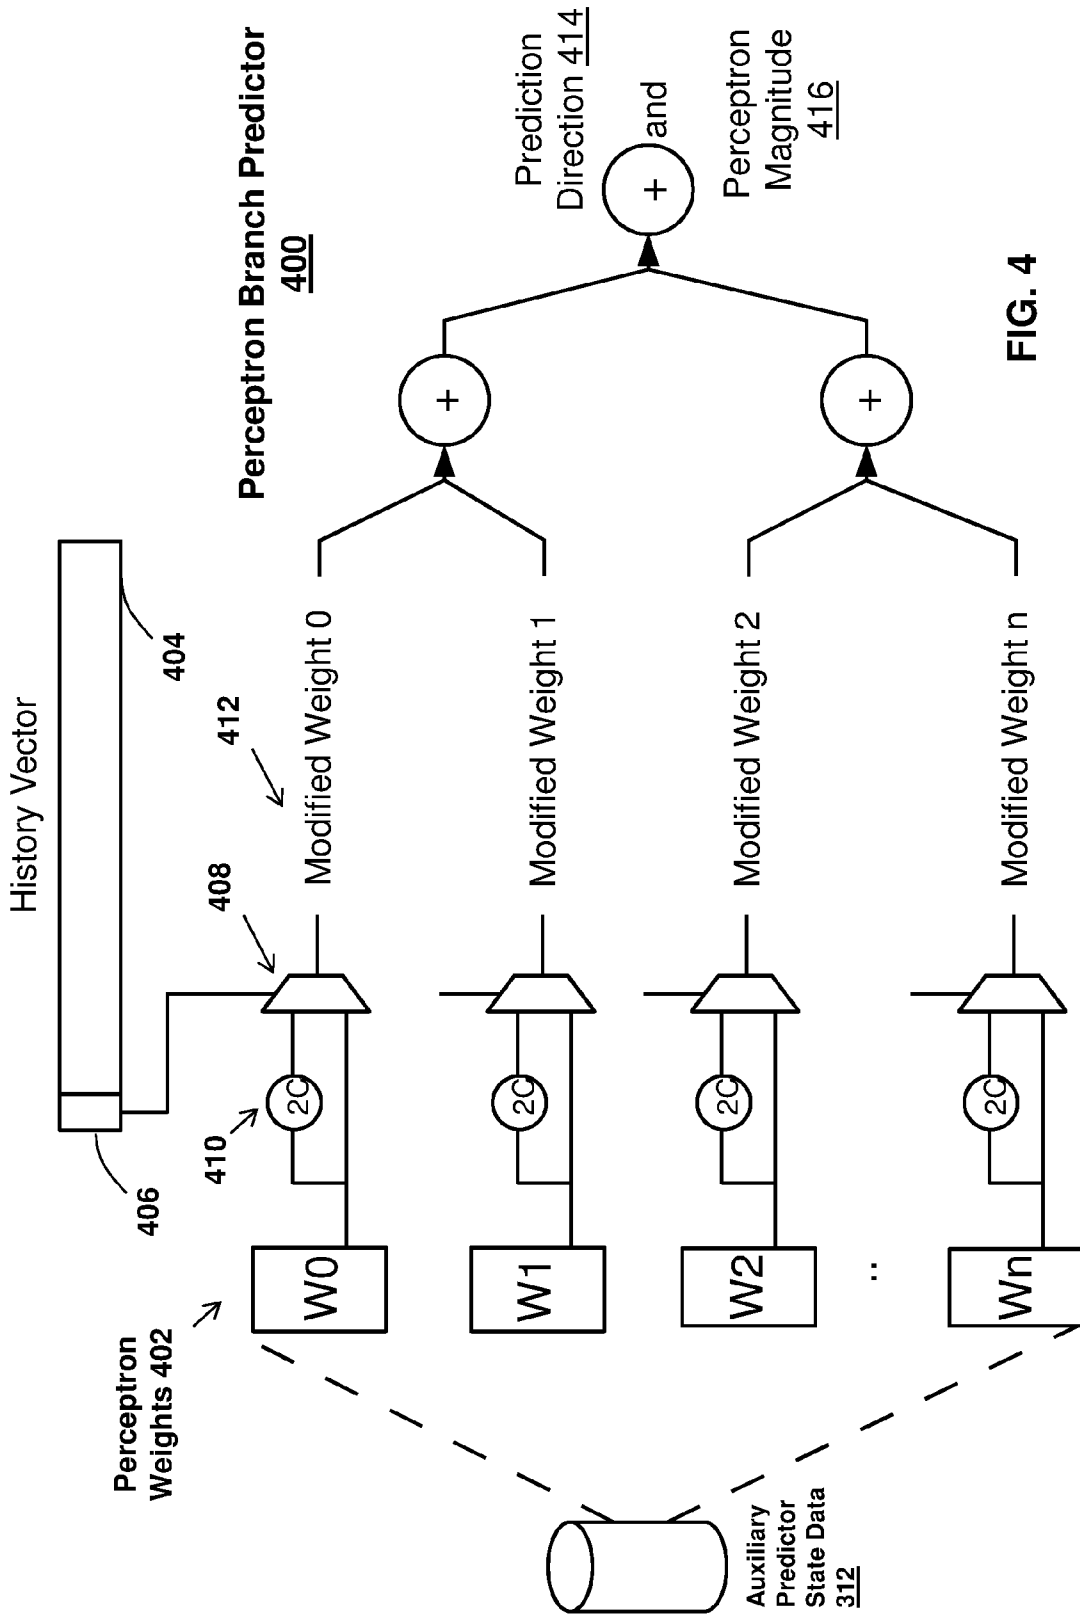 History Vector
404
406
Perceptron Branch Predictor
400
Perceptron
Weights 402
410
408
412
W0
2C
Modified Weight 0
+
W1
2C
Modified Weight 1
Prediction
Direction 414
+
and
Perceptron
Magnitude
416
W2
2C
Modified Weight 2
+
..
Wn
2C
Modified Weight n
Auxiliary
Predictor
State Data
312
FIG. 4